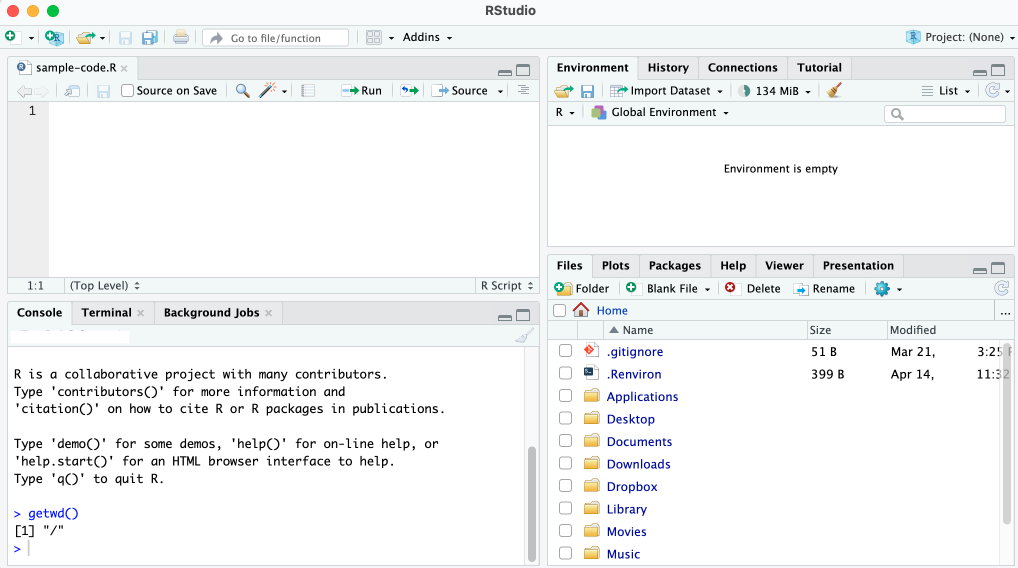 RStudio
Go to file/function
Addins
Project: (None)
sample-code.R
Source on Save
Run
Source
1
1:1
(Top Level)
R Script
Console
Terminal
Background Jobs
R is a collaborative project with many contributors.
Type 'contributors()' for more information and
'citation()' on how to cite R or R packages in publications.
Type 'demo()' for some demos, 'help()' for on-line help, or
'help.start()' for an HTML browser interface to help.
Type 'q()' to quit R.
> getwd()
[1] "/"
>
Environment
History
Connections
Tutorial
Import Dataset
134 MiB
List
R
Global Environment
Environment is empty
Files
Plots
Packages
Help
Viewer
Presentation
Folder
Blank File
Delete
Rename
Home
...
Name
Size
Modified
.gitignore 51 B Mar 21, 3:25
.Renviron 399 B Apr 14, 11:32
Applications
Desktop
Documents
Downloads
Dropbox
Library
Movies
Music